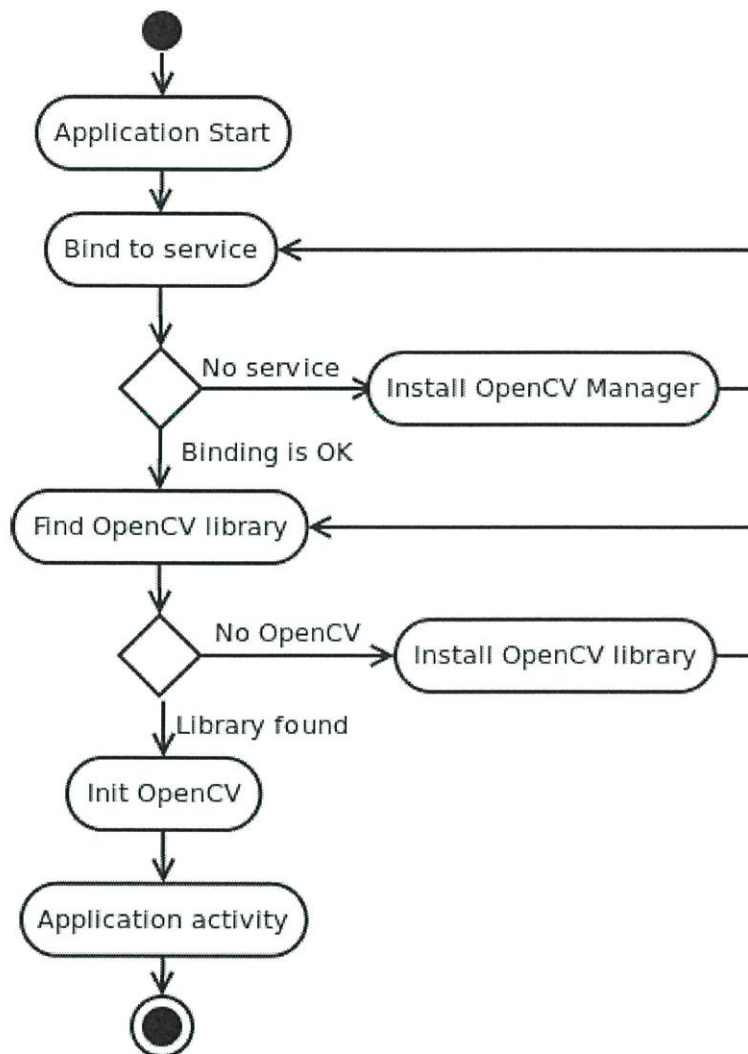 Application Start
Bind to service
No service
Install OpenCV Manager
Binding is OK
Find OpenCV library
No OpenCV
Install OpenCV library
Library found
Init OpenCV
Application activity